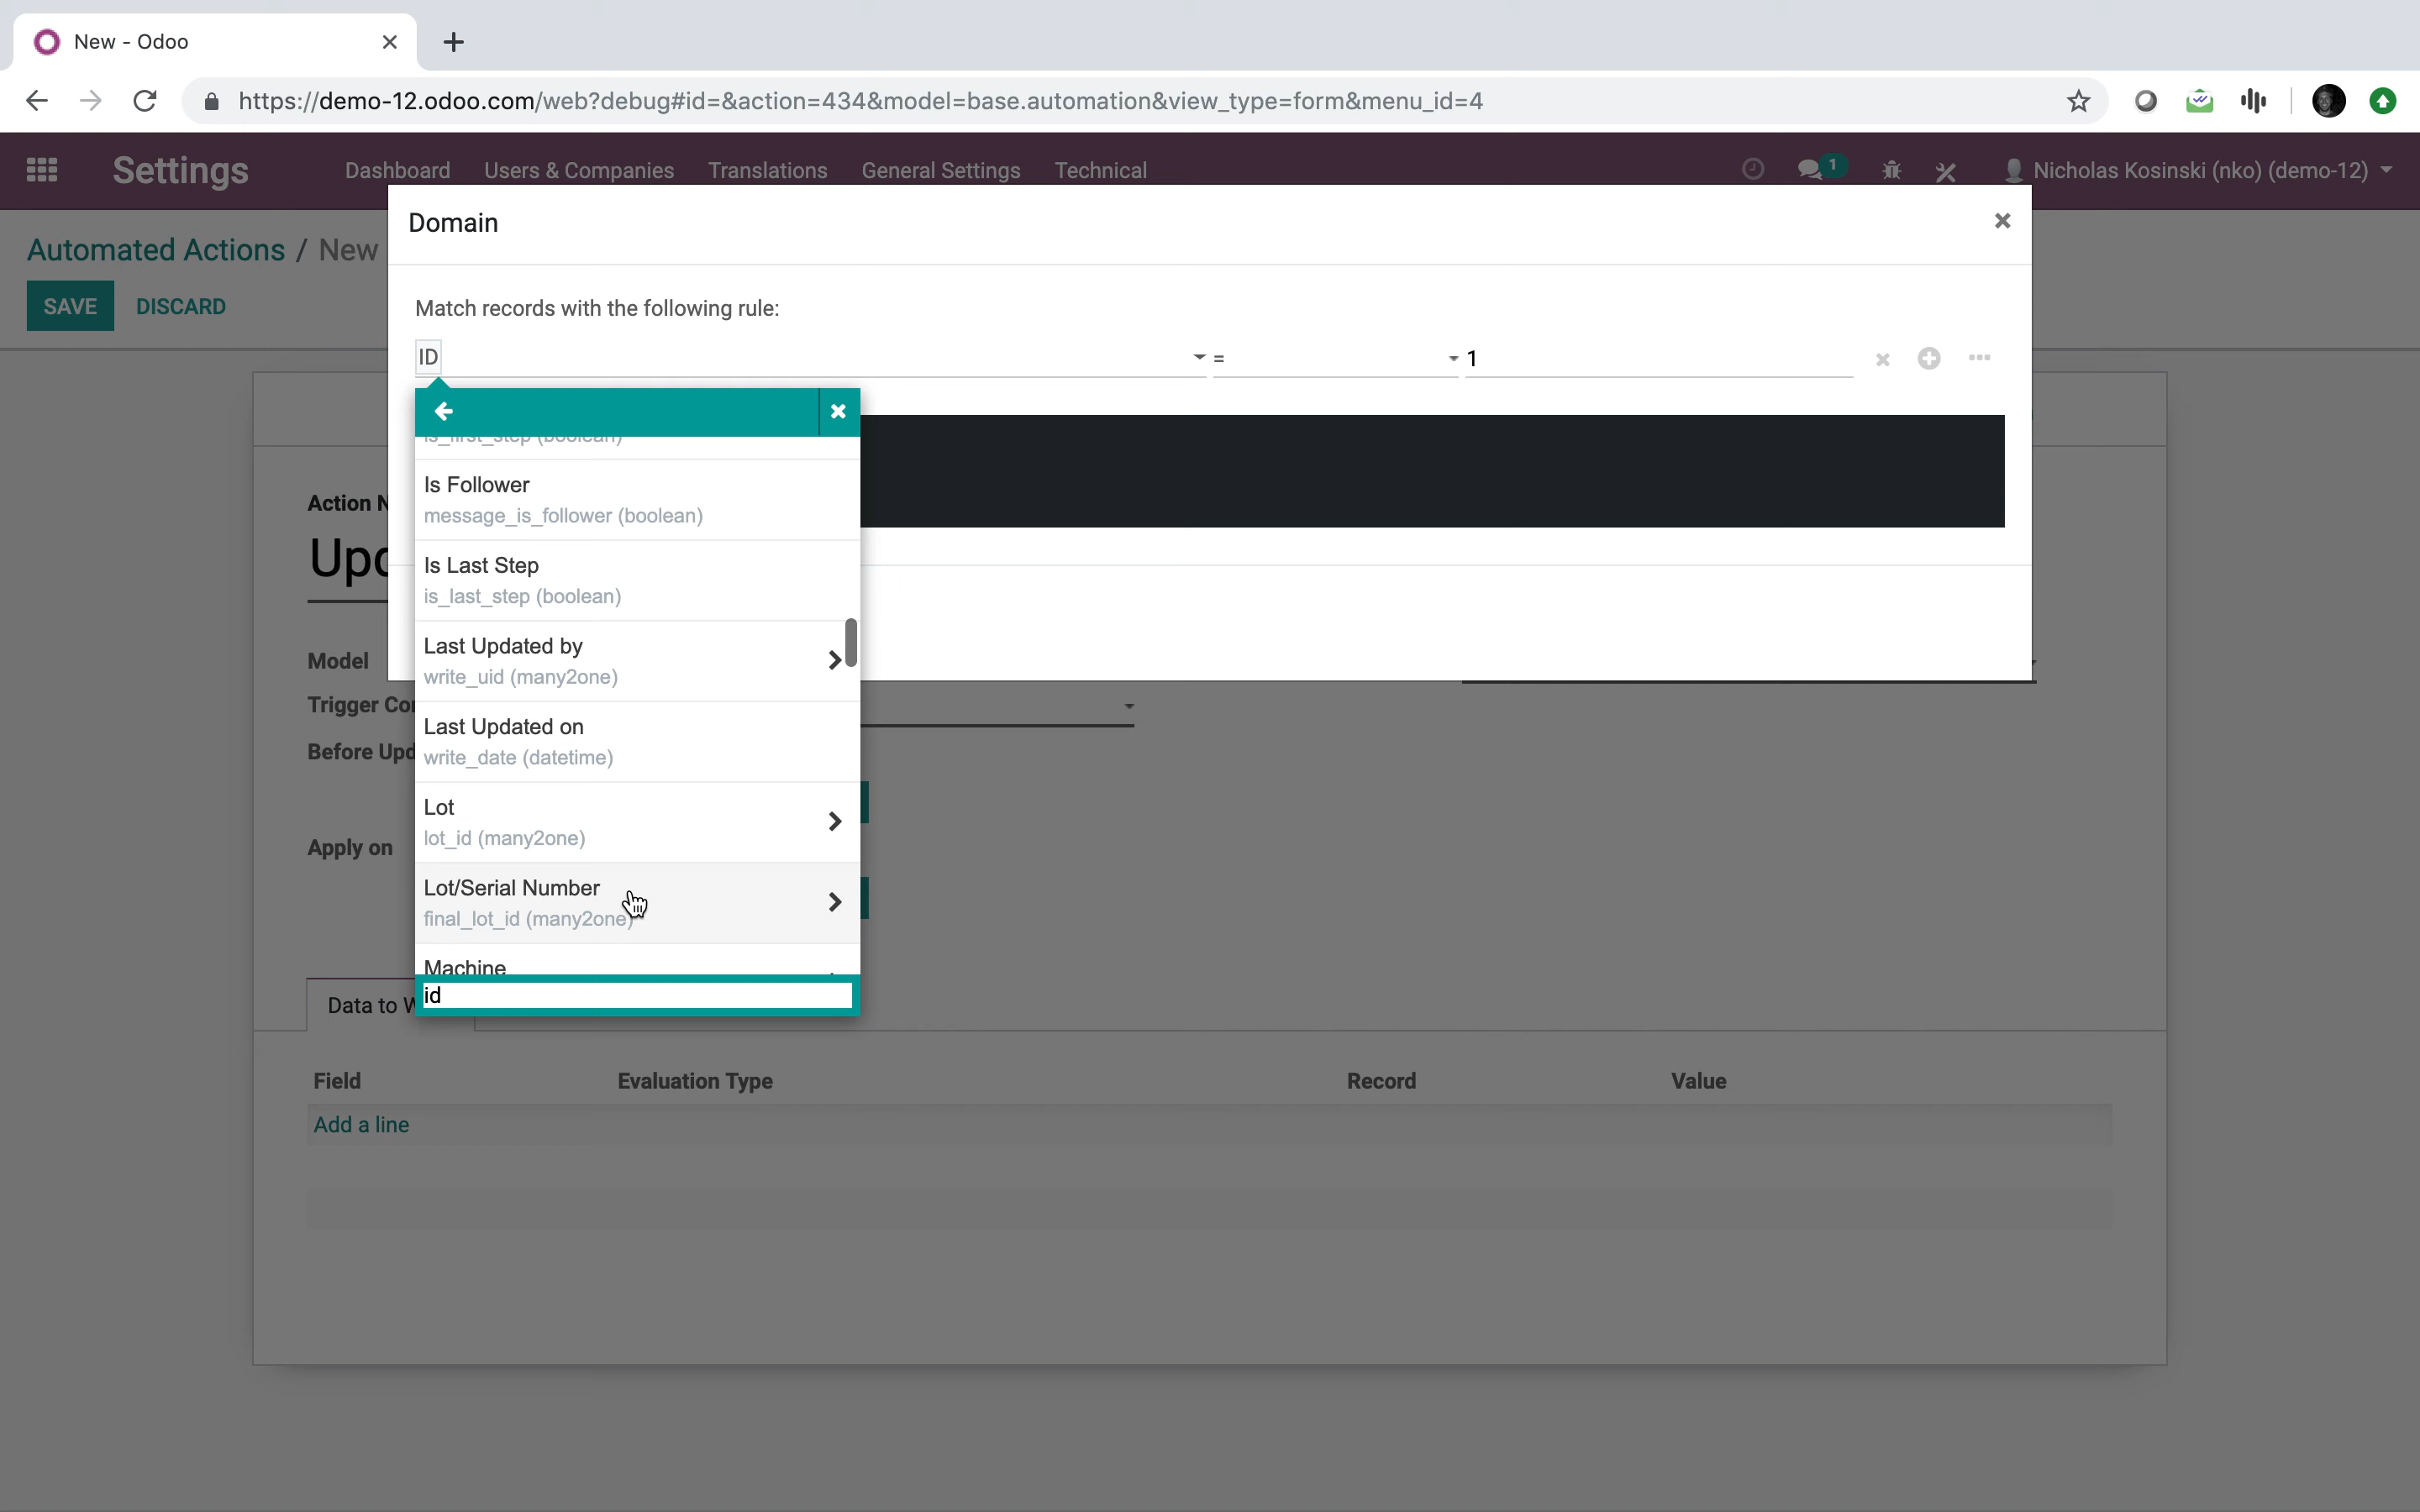 New - Odoo
https://demo-12.odoo.com/web?debug#id=&action=434&model=base.automation&view_type=form&menu_id=4
Settings Dashboard Users & Companies Translations General Settings Technical 1 Nicholas Kosinski (nko) (demo-12)
Domain
Automated Actions / New
SAVE DISCARD
Match records with the following rule:
ID = 1
is_first_step (boolean)
Is Follower
message_is_follower (boolean)
Action N
Upd
Is Last Step
is_last_step (boolean)
Last Updated by
write_uid (many2one)
Model
Trigger Con
Last Updated on
write_date (datetime)
Before Upd
Lot
lot_id (many2one)
Apply on
Lot/Serial Number
final_lot_id (many2one)
Machine
id
Data to W
Field Evaluation Type Record Value
Add a line